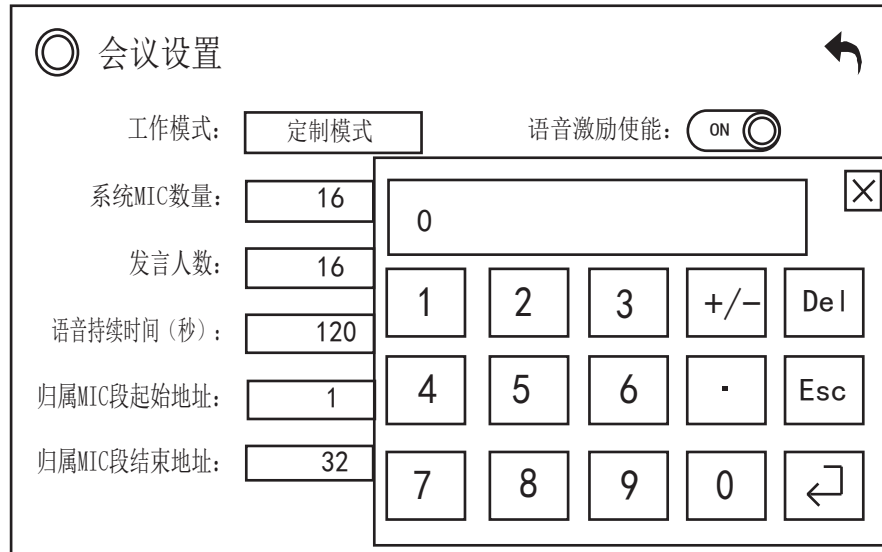 会议设置
工作模式： 定制模式 语音激励使能： ON
系统MIC数量： 16
0
发言人数： 16
1 2 3 +/- Del
语音持续时间（秒）： 120
归属MIC段起始地址： 1
4 5 6 . Esc
归属MIC段结束地址： 32
7 8 9 0